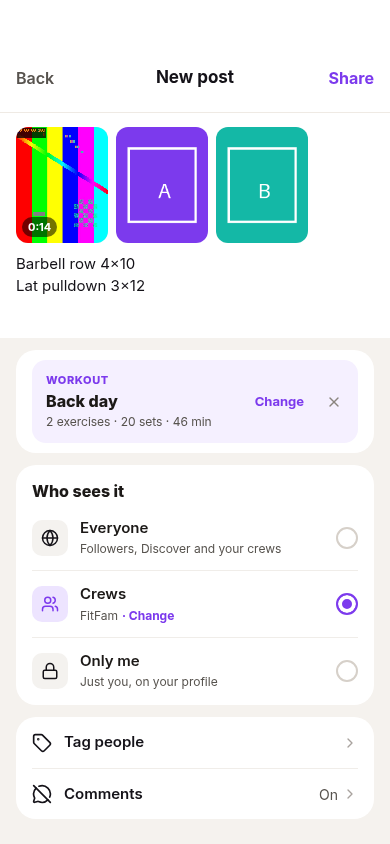 Back
New post
Share
0:14
A
B
Barbell row 4×10
Lat pulldown 3×12
WORKOUT
Back day
Change
2 exercises · 20 sets · 46 min
Who sees it
Everyone
Followers, Discover and your crews
Crews
FitFam · Change
Only me
Just you, on your profile
Tag people
Comments
On